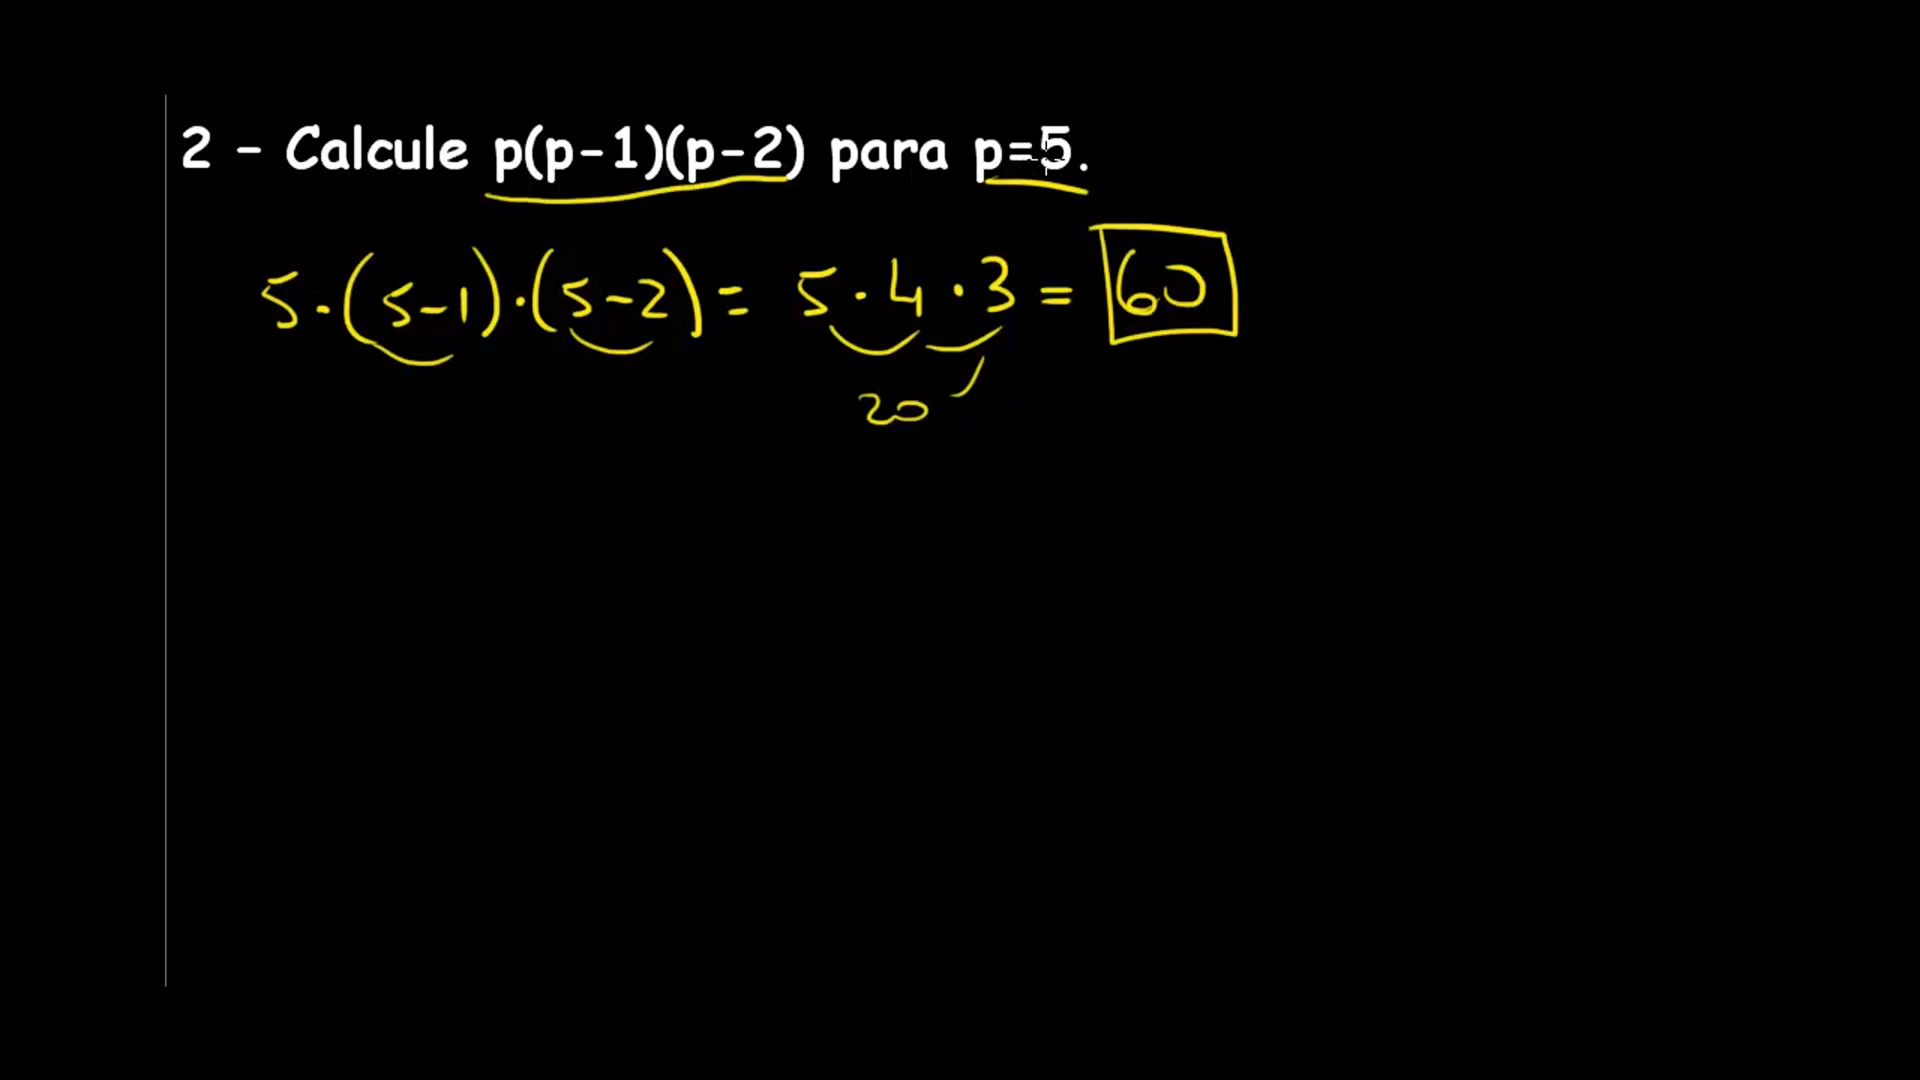 2 - Calcule p(p-1)(p-2) para p=5.
5·(5-1)·(5-2)= 5·4·3 = 60
20